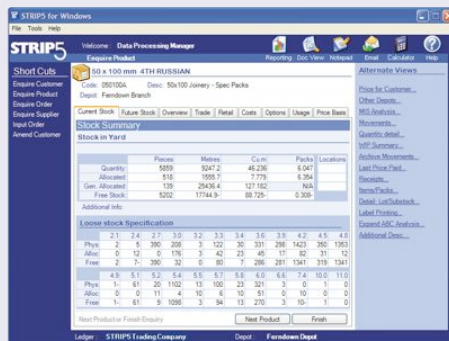 STRIP5 for Windows
File Tools Help
STRIP5
Welcome: Data Processing Manager
Enquire Product
Reporting Doc View Notepad Email Calculator Help
Short Cuts
Enquire Customer
Enquire Product
Enquire Order
Enquire Supplier
Input Order
Amend Customer
50 x 100 mm 4TH RUSSIAN
Code: 050100A Desc: 50x100 Joinery - Spec Packs
Depot: Ferndown Branch
Current Stock Future Stock Overview Trade Retail Costs Options Usage Price Basis
Stock Summary
Stock in Yard
Pieces Metres Cu.m Packs Locations
Quantity: 5859 9247.2 46.236 6.047
Allocated: 518 1555.7 7.779 6.354
Gen. Allocated: 139 25436.4 127.182 N/A
Free Stock: 5202 17744.9- 88.725- 0.308-
Additional Info:
Loose stock Specification
2.1 2.4 2.7 3.0 3.2 3.3 3.4 3.6 3.9 4.2 4.5 4.8
Phys 2 5 390 208 3 122 30 331 298 1423 350 1353
Alloc 0 12 0 176 3 42 23 45 17 82 31 12
Free 2 7- 390 32 0 80 7 286 281 1341 319 1341
4.9 5.1 5.2 5.4 5.5 5.7 5.8 6.0 6.6 7.4 10.0 11.0
Phys 1- 61 20 1102 13 100 23 321 3 0 1 0
Alloc 0 0 11 4 10 6 10 51 0 10 0 0
Free 1- 61 9 1098 3 94 13 270 3 10- 1 0
Next Product or Finish Enquiry
Next Product Finish
Alternate Views
Price for Customer...
Other Depots...
MIS Analysis...
Movements...
Quantity detail...
WIP Summary...
Archive Movements...
Last Price Paid...
Receipts...
Items/Packs...
Detail: Lot/Substock...
Label Printing...
Expand ABC Analysis...
Additional Desc...
Ledger : STRIP5 Trading Company Depot : Ferndown Depot